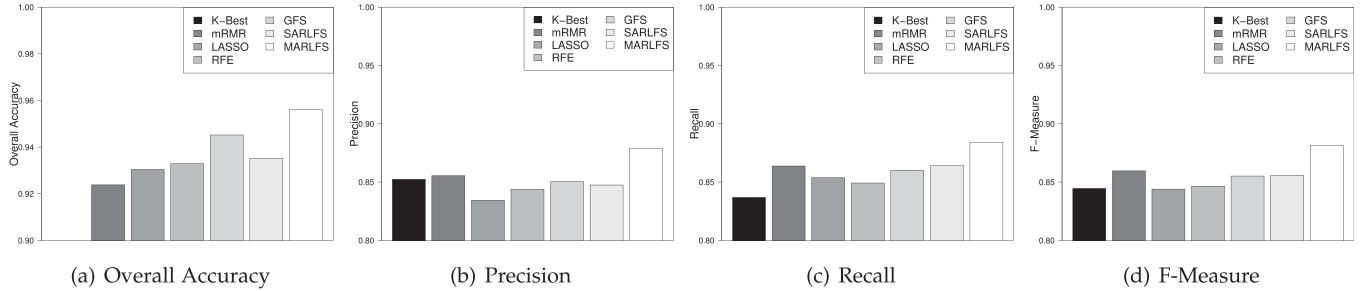 Overall Accuracy
1.00
0.98
0.96
0.94
0.92
0.90
K-Best GFS
mRMR SARLFS
LASSO MARLFS
RFE
(a) Overall Accuracy
Precision
1.00
0.95
0.90
0.85
0.80
K-Best GFS
mRMR SARLFS
LASSO MARLFS
RFE
(b) Precision
Recall
1.00
0.95
0.90
0.85
0.80
K-Best GFS
mRMR SARLFS
LASSO MARLFS
RFE
(c) Recall
F-Measure
1.00
0.95
0.90
0.85
0.80
K-Best GFS
mRMR SARLFS
LASSO MARLFS
RFE
(d) F-Measure